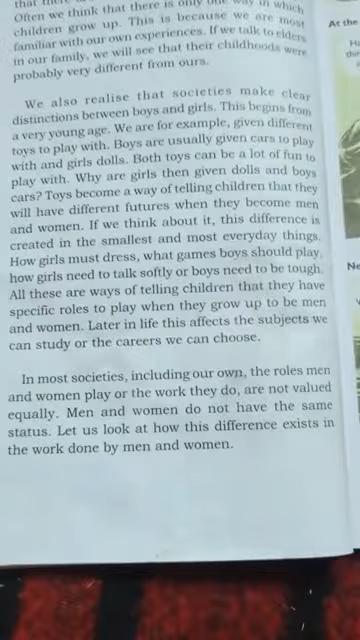 that there is only one way in which
Often we think that there is only one way in which
children grow up. This is because we are most
familiar with our own experiences. If we talk to elders
in our family, we will see that their childhoods were
probably very different from ours.
We also realise that societies make clear
distinctions between boys and girls. This begins from
a very young age. We are for example, given different
toys to play with. Boys are usually given cars to play
with and girls dolls. Both toys can be a lot of fun to
play with. Why are girls then given dolls and boys
cars? Toys become a way of telling children that they
will have different futures when they become men
and women. If we think about it, this difference is
created in the smallest and most everyday things.
How girls must dress, what games boys should play,
how girls need to talk softly or boys need to be tough.
All these are ways of telling children that they have
specific roles to play when they grow up to be men
and women. Later in life this affects the subjects we
can study or the careers we can choose.
In most societies, including our own, the roles men
and women play or the work they do, are not valued
equally. Men and women do not have the same
status. Let us look at how this difference exists in
the work done by men and women.
At the
Ne